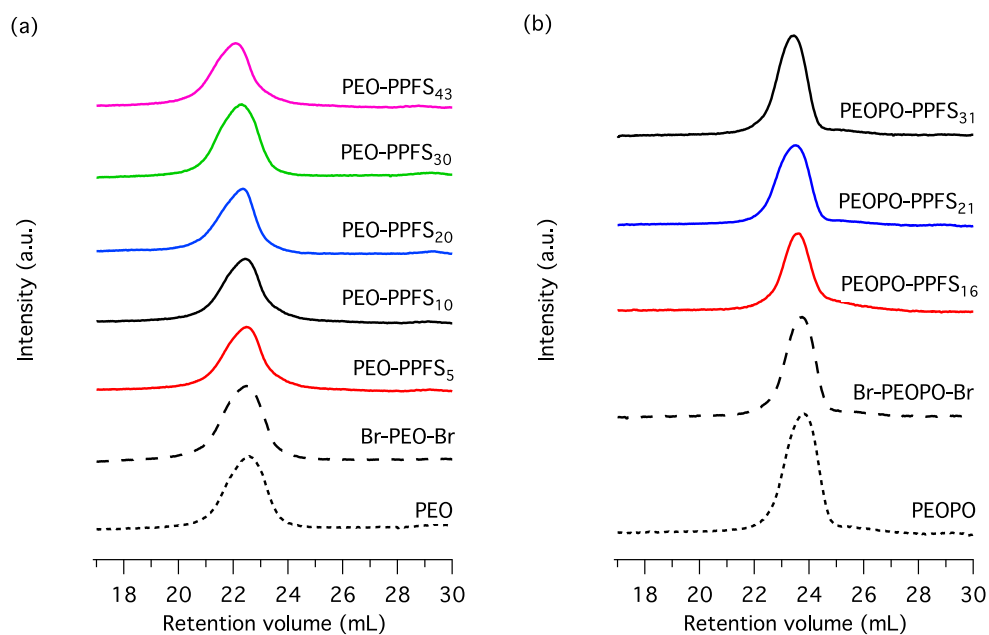 (a)
PEO-PPFS43
PEO-PPFS30
PEO-PPFS20
PEO-PPFS10
PEO-PPFS5
Br-PEO-Br
PEO
Intensity (a.u.)
18 20 22 24 26 28 30
Retention volume (mL)
(b)
PEOPO-PPFS31
PEOPO-PPFS21
PEOPO-PPFS16
Br-PEOPO-Br
PEOPO
Intensity (a.u.)
18 20 22 24 26 28 30
Retention volume (mL)